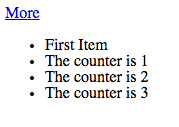 More
First Item
The counter is 1
The counter is 2
The counter is 3